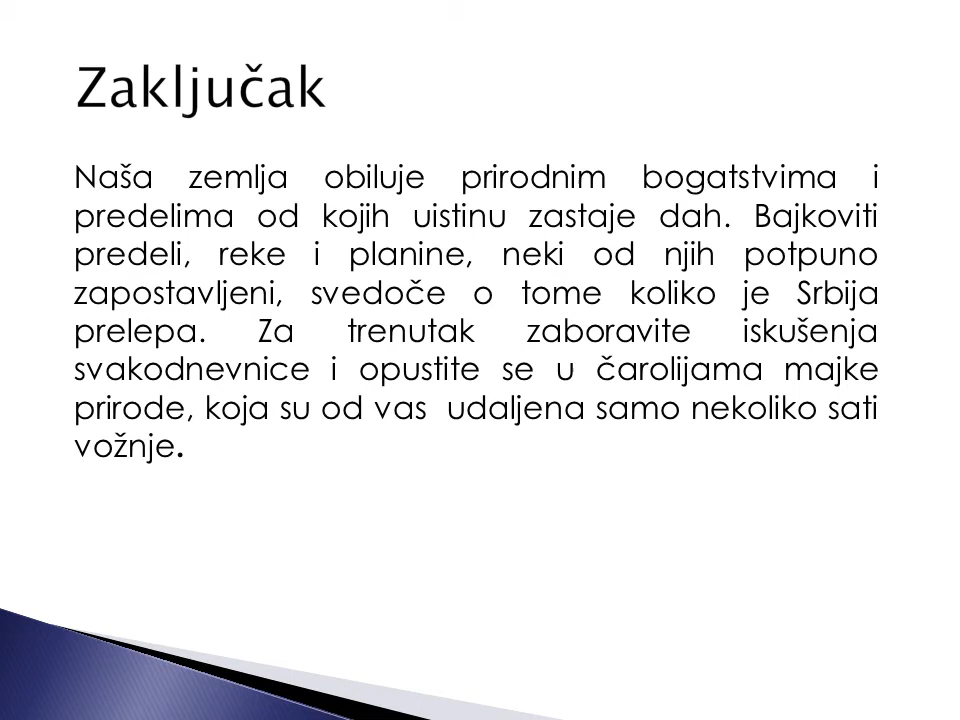 Zaključak
Naša zemlja obiluje prirodnim bogatstvima i
predelima od kojih uistinu zastaje dah. Bajkoviti
predeli, reke i planine, neki od njih potpuno
zapostavljeni, svedoče o tome koliko je Srbija
prelepa. Za trenutak zaboravite iskušenja
svakodnevnice i opustite se u čarolijama majke
prirode, koja su od vas  udaljena samo nekoliko sati
vožnje.